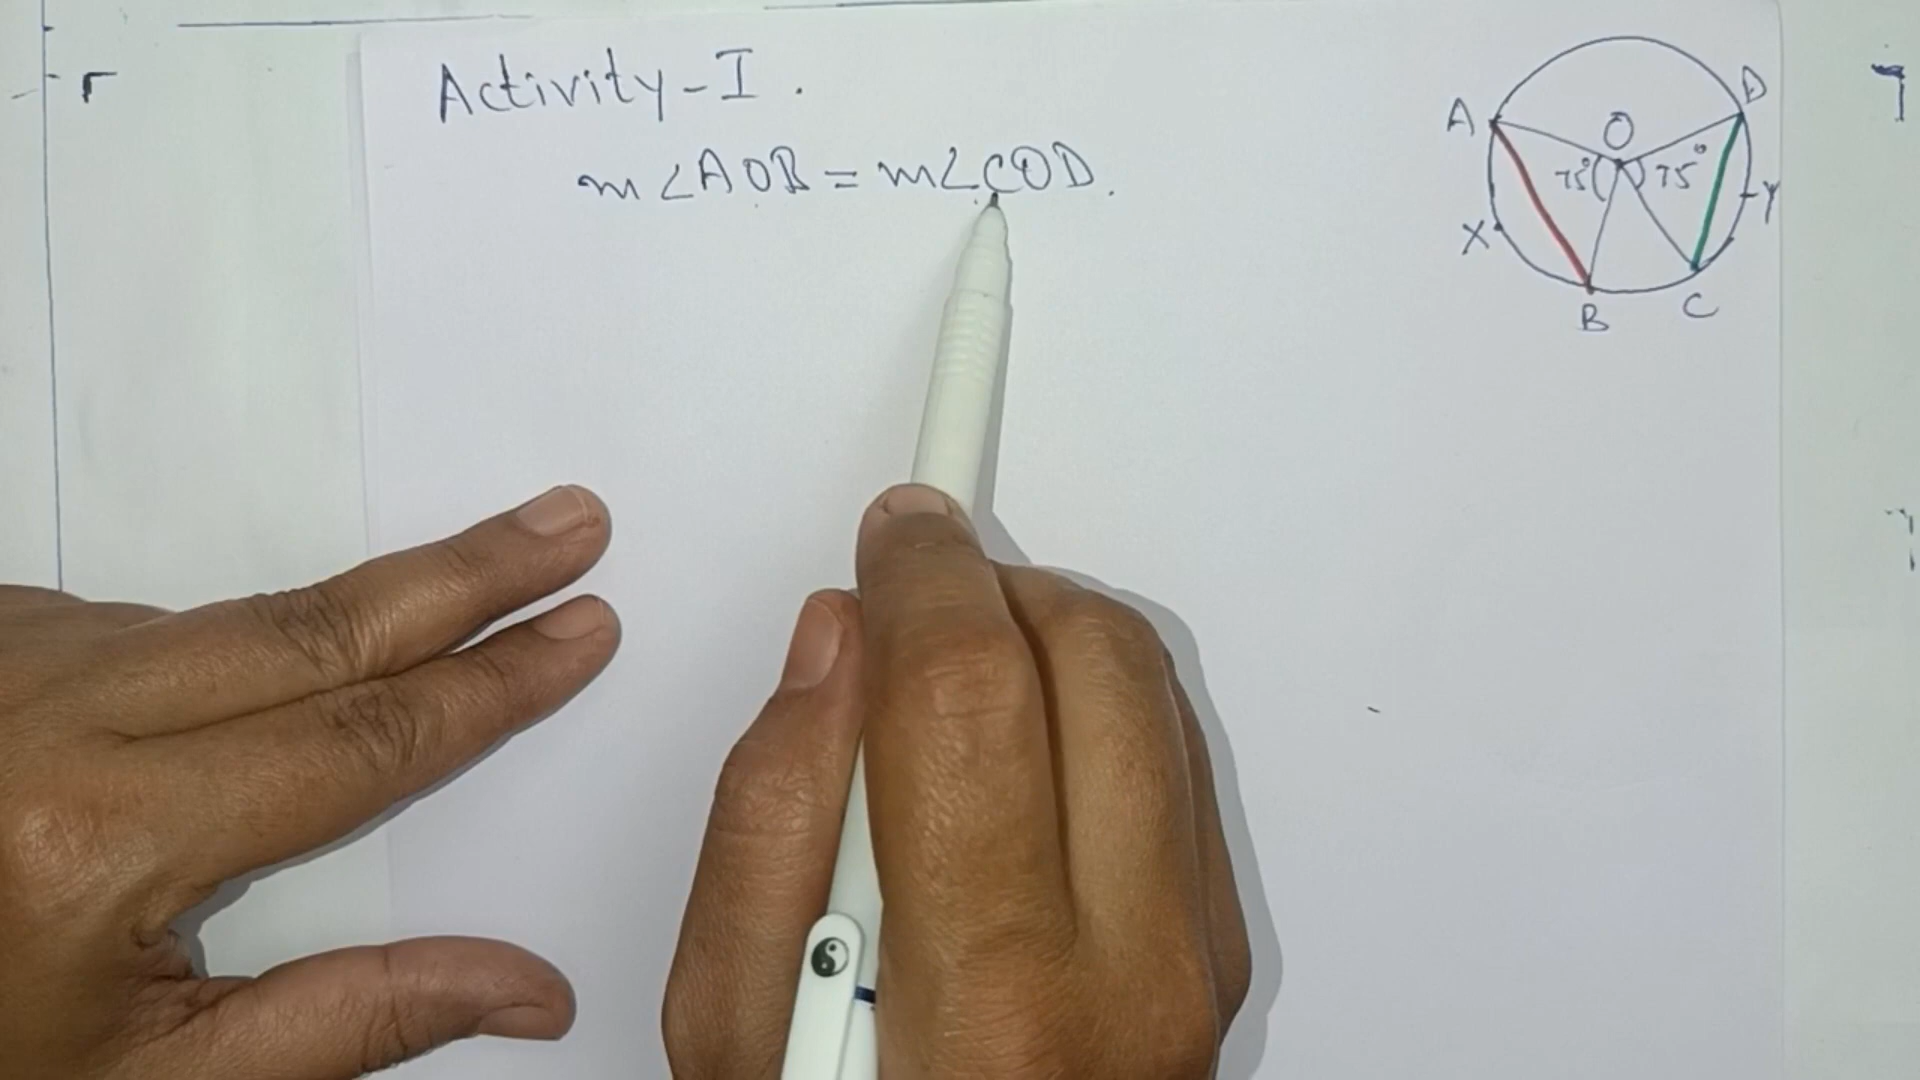 Activity-I.
m∠AOB = m∠COD.
A
D
O
75°
75°
Y
X
B
C